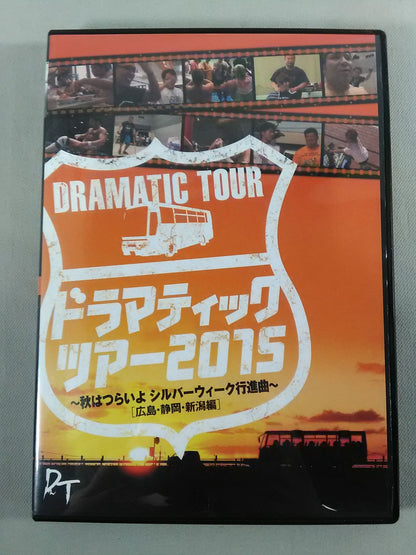 DRAMATIC TOUR
ドラマティック
ツアー2015
～秋はつらいよ シルバーウィーク行進曲～
[広島・静岡・新潟編]
DT